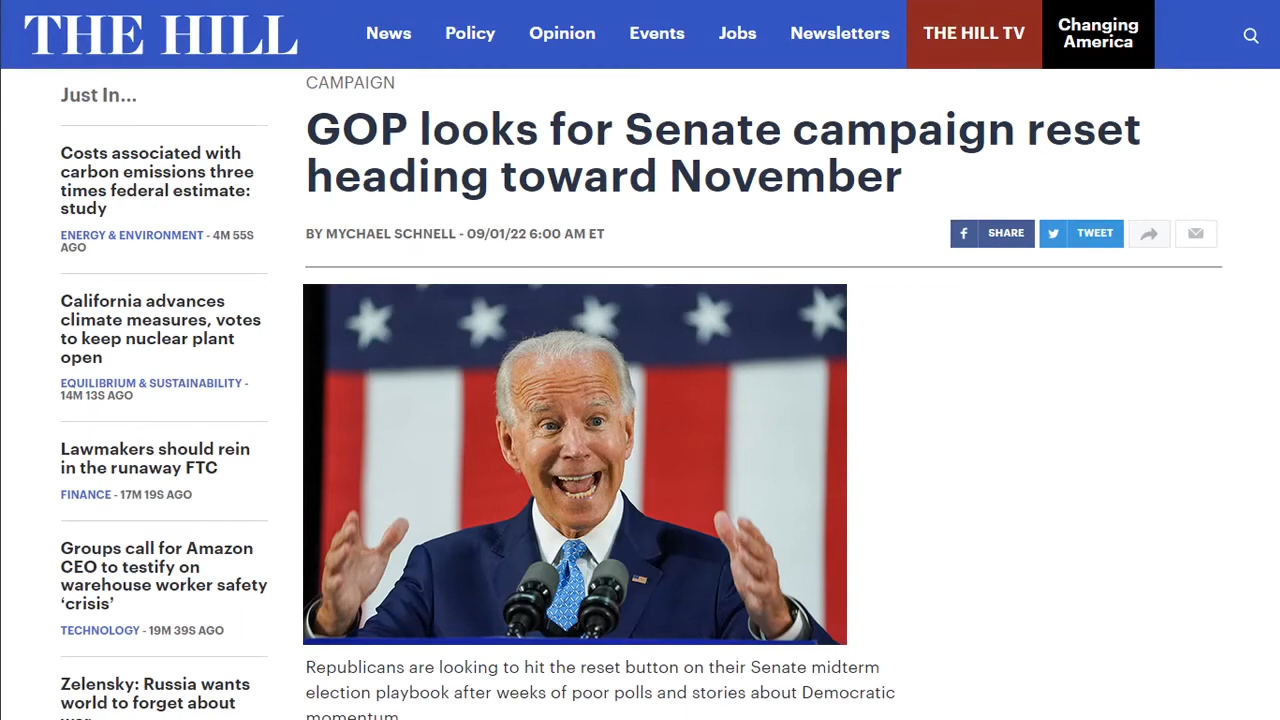 THE HILL
News Policy Opinion Events Jobs Newsletters THE HILL TV Changing
America
Just In...
Costs associated with
carbon emissions three
times federal estimate:
study
ENERGY & ENVIRONMENT - 4M 55S
AGO
California advances
climate measures, votes
to keep nuclear plant
open
EQUILIBRIUM & SUSTAINABILITY -
14M 13S AGO
Lawmakers should rein
in the runaway FTC
FINANCE - 17M 19S AGO
Groups call for Amazon
CEO to testify on
warehouse worker safety
‘crisis’
TECHNOLOGY - 19M 39S AGO
Zelensky: Russia wants
world to forget about
CAMPAIGN
GOP looks for Senate campaign reset
heading toward November
BY MYCHAEL SCHNELL - 09/01/22 6:00 AM ET
SHARE TWEET
Republicans are looking to hit the reset button on their Senate midterm
election playbook after weeks of poor polls and stories about Democratic
momentum